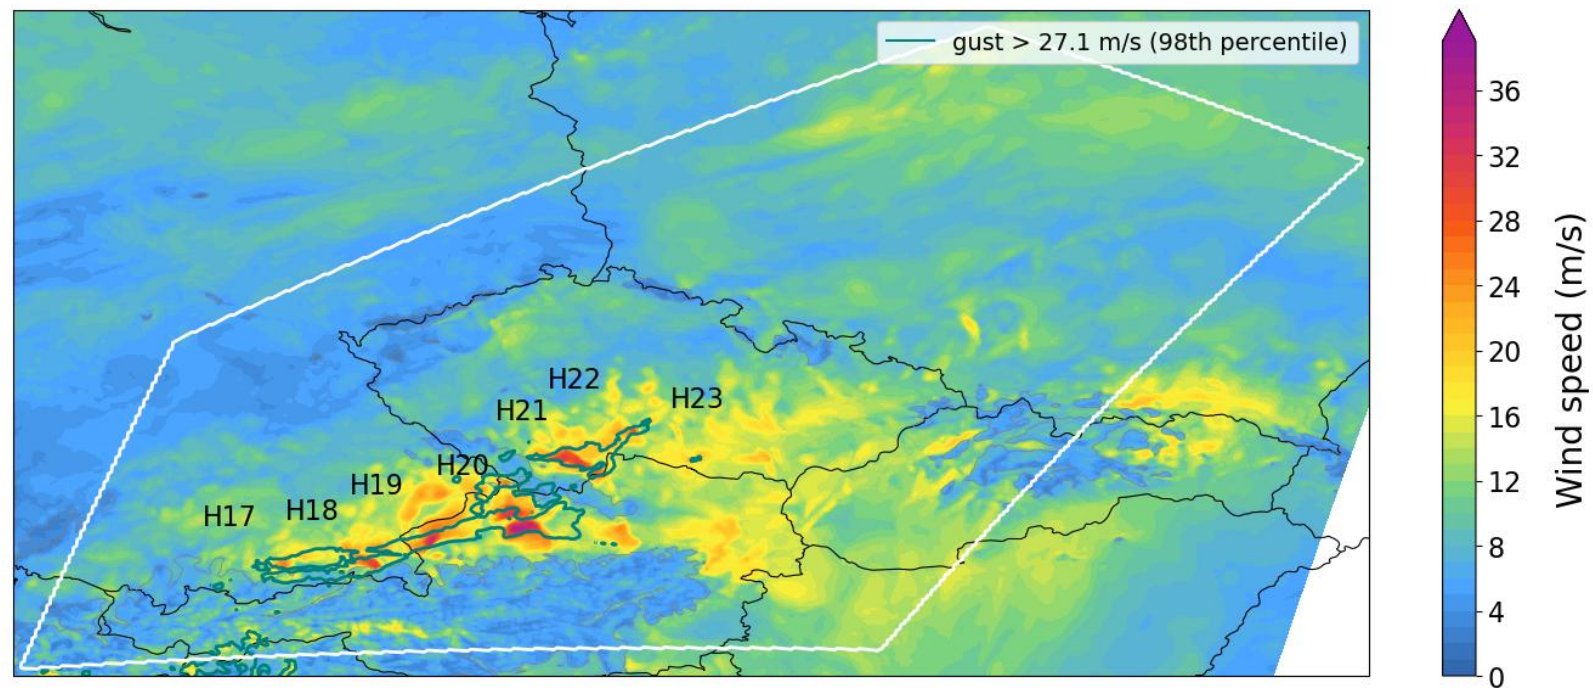 gust > 27.1 m/s (98th percentile)
H22
H23
H21
H20
H19
H18
H17
36
32
28
24
20
16
12
8
4
0
Wind speed (m/s)